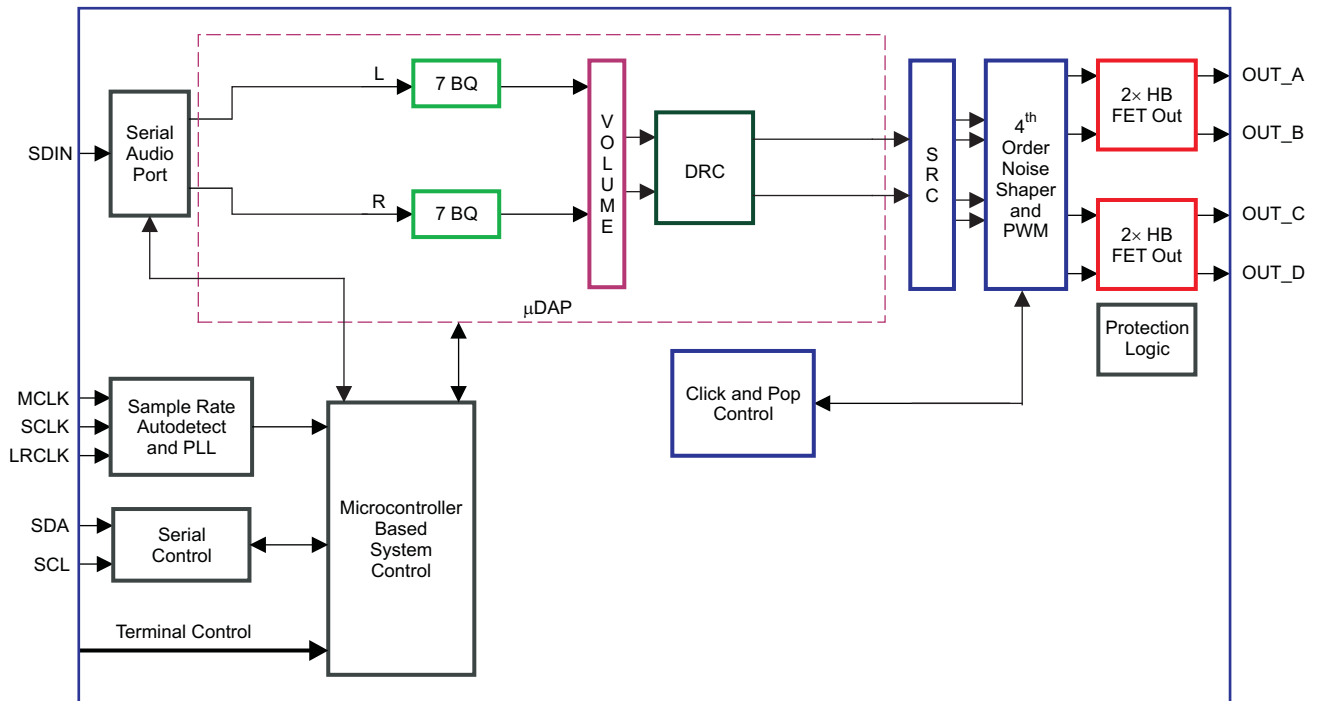 SDIN
Serial
Audio
Port
L
7 BQ
R
7 BQ
V
O
L
U
M
E
DRC
μDAP
S
R
C
4th
Order
Noise
Shaper
and
PWM
2× HB
FET Out
OUT_A
OUT_B
2× HB
FET Out
OUT_C
OUT_D
Protection
Logic
Click and Pop
Control
MCLK
SCLK
LRCLK
Sample Rate
Autodetect
and PLL
SDA
SCL
Serial
Control
Microcontroller
Based
System
Control
Terminal Control